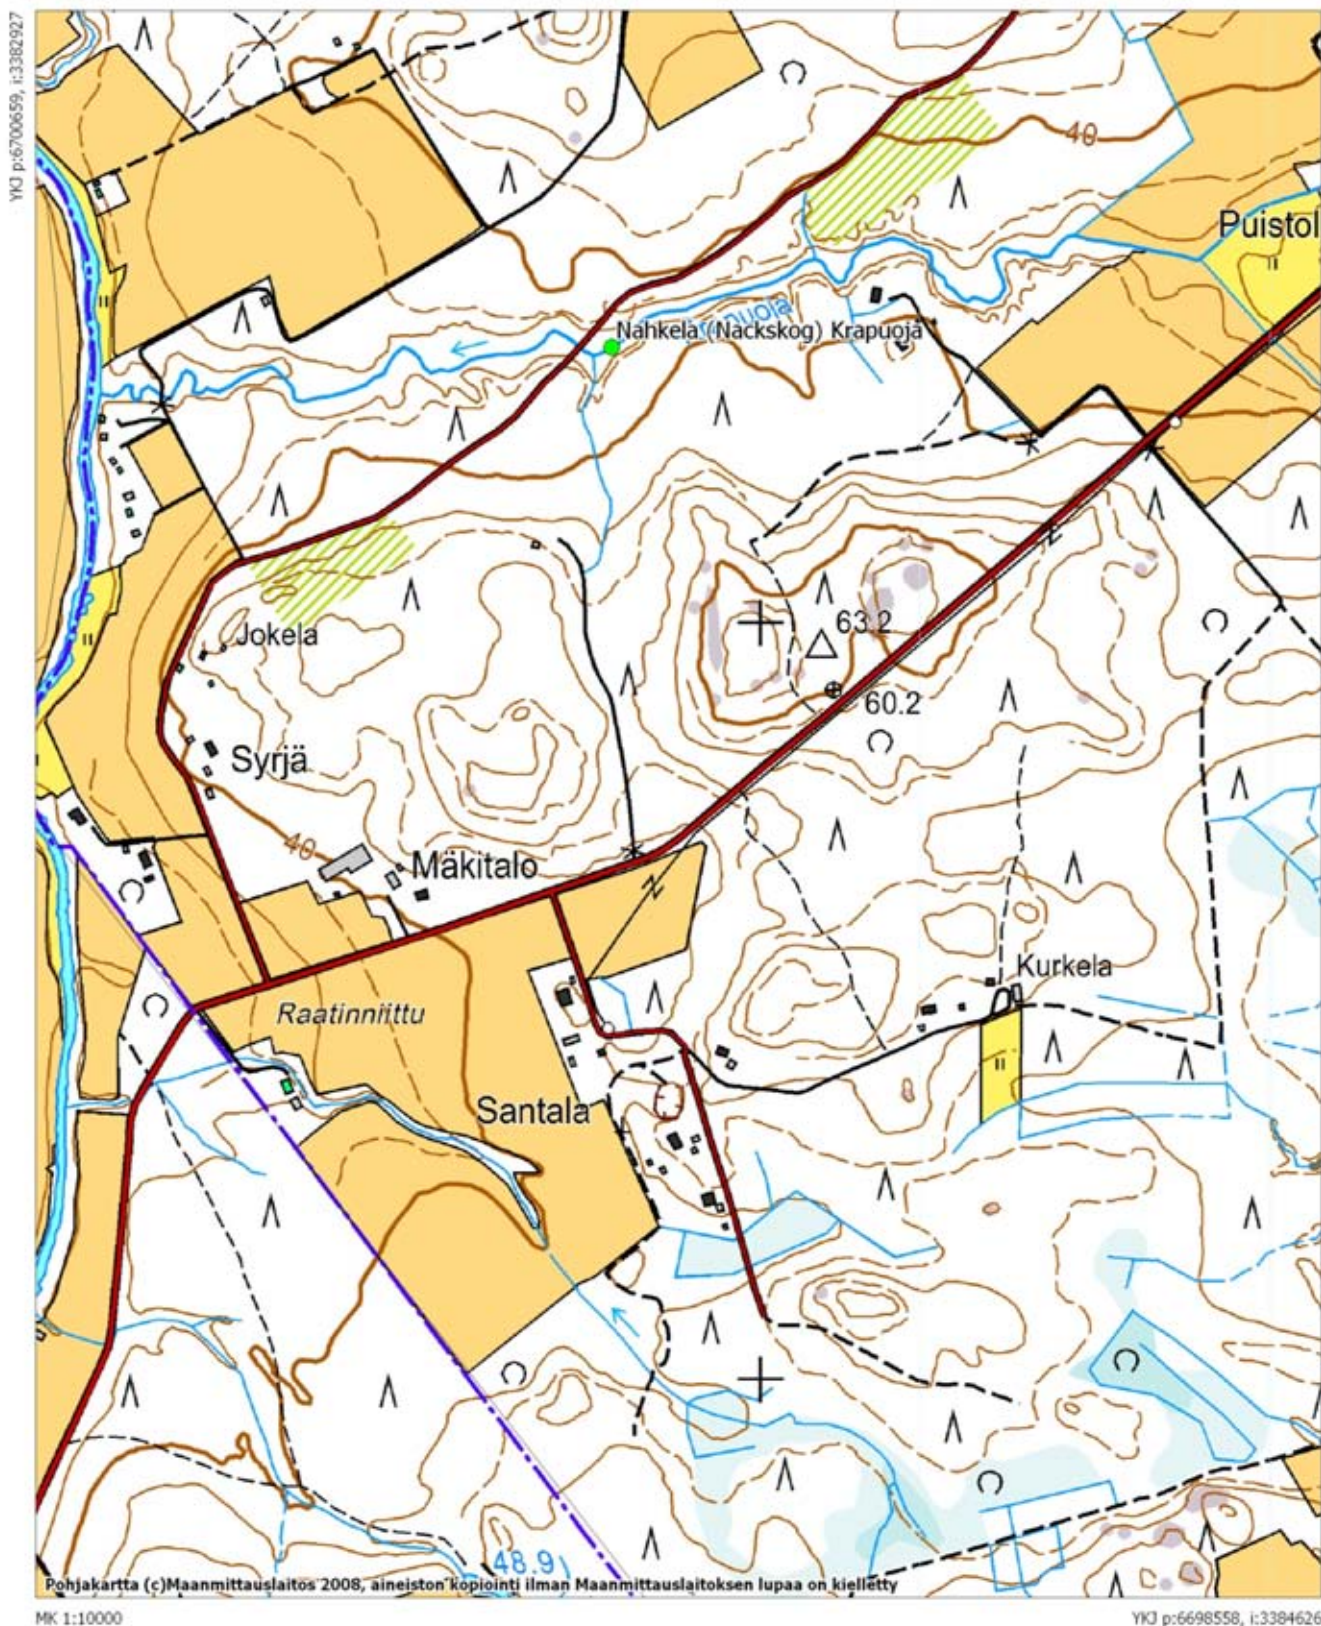 YKJ p:6700659, i:3382927
40
Puistol
Nahkela (Nackskog) Krapuoja
Jokela
63.2
60.2
Syrjä
40
Mäkitalo
Kurkela
Raatinniittu
Santala
48.9
Pohjakartta (c)Maanmittauslaitos 2008, aineiston kopiointi ilman Maanmittauslaitoksen lupaa on kielletty
MK 1:10000
YKJ p:6698558, i:3384626